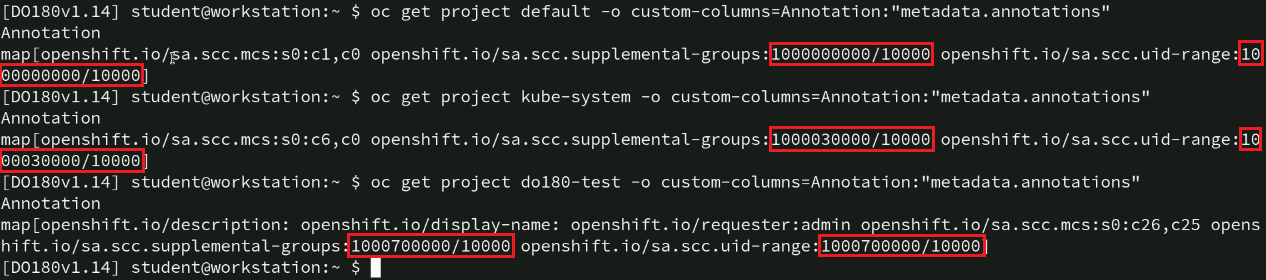 [DO180v1.14] student@workstation:~ $ oc get project default -o custom-columns=Annotation:"metadata.annotations"
Annotation
map[openshift.io/sa.scc.mcs:s0:c1,c0 openshift.io/sa.scc.supplemental-groups:1000000000/10000 openshift.io/sa.scc.uid-range:10
00000000/10000]
[DO180v1.14] student@workstation:~ $ oc get project kube-system -o custom-columns=Annotation:"metadata.annotations"
Annotation
map[openshift.io/sa.scc.mcs:s0:c6,c0 openshift.io/sa.scc.supplemental-groups:1000030000/10000 openshift.io/sa.scc.uid-range:10
00030000/10000]
[DO180v1.14] student@workstation:~ $ oc get project do180-test -o custom-columns=Annotation:"metadata.annotations"
Annotation
map[openshift.io/description: openshift.io/display-name: openshift.io/requester:admin openshift.io/sa.scc.mcs:s0:c26,c25 opens
hift.io/sa.scc.supplemental-groups:1000700000/10000 openshift.io/sa.scc.uid-range:1000700000/10000]
[DO180v1.14] student@workstation:~ $